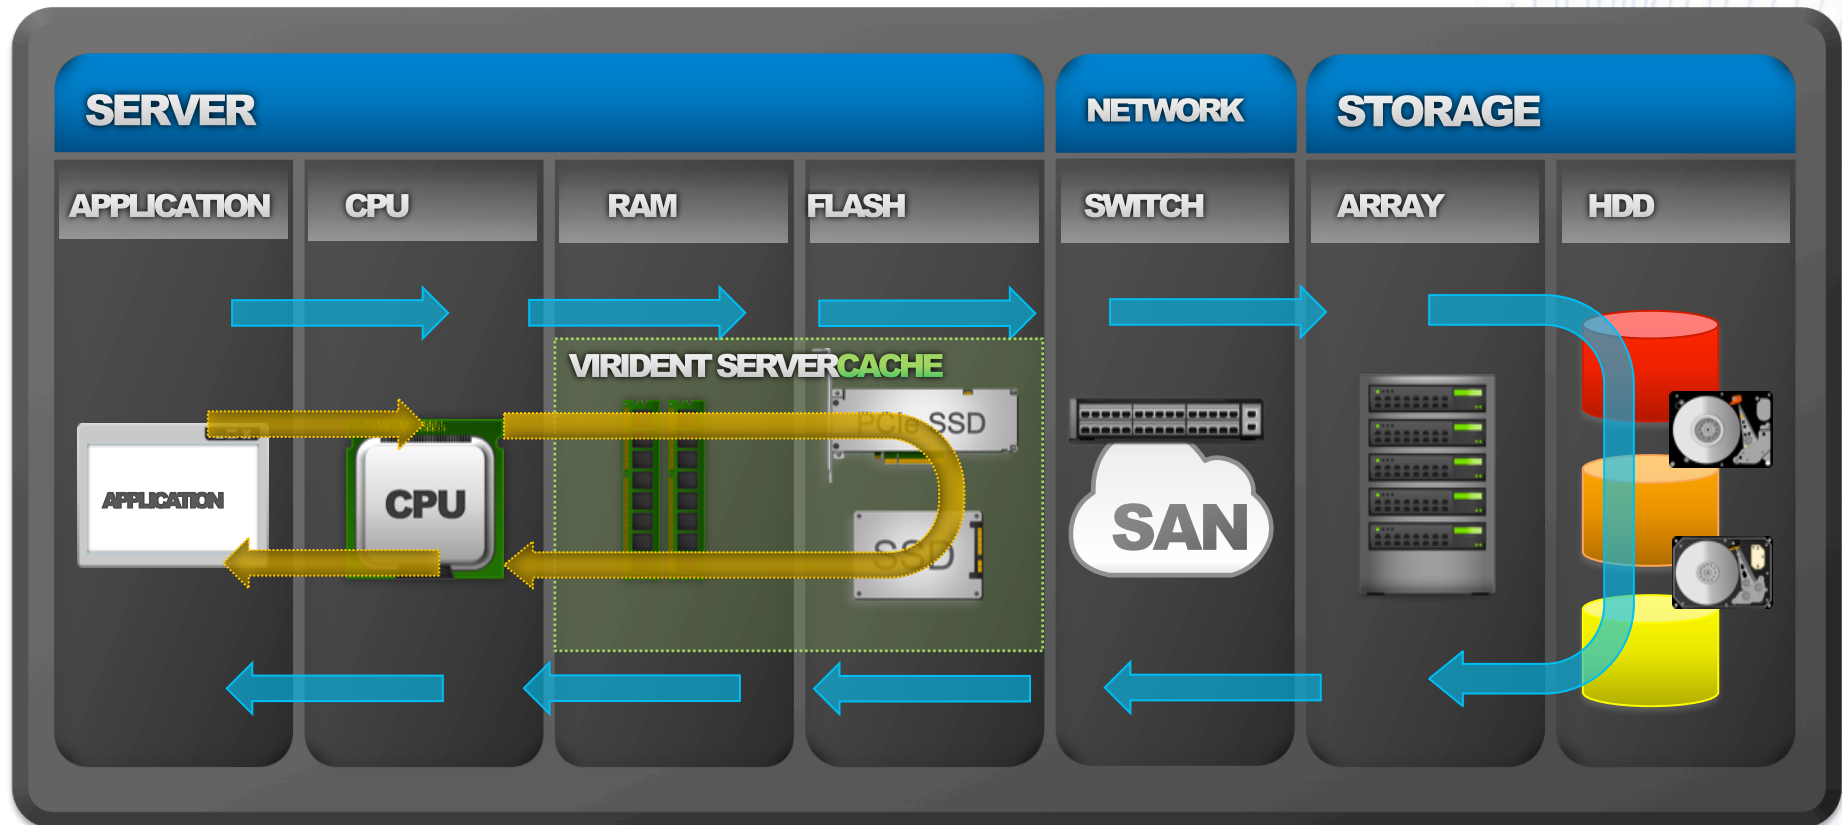 SERVER
NETWORK
STORAGE
APPLICATION
CPU
RAM
FLASH
SWITCH
ARRAY
HDD
VIRIDENT SERVERCACHE
PCIe SSD
APPLICATION
CPU
SSD
SAN